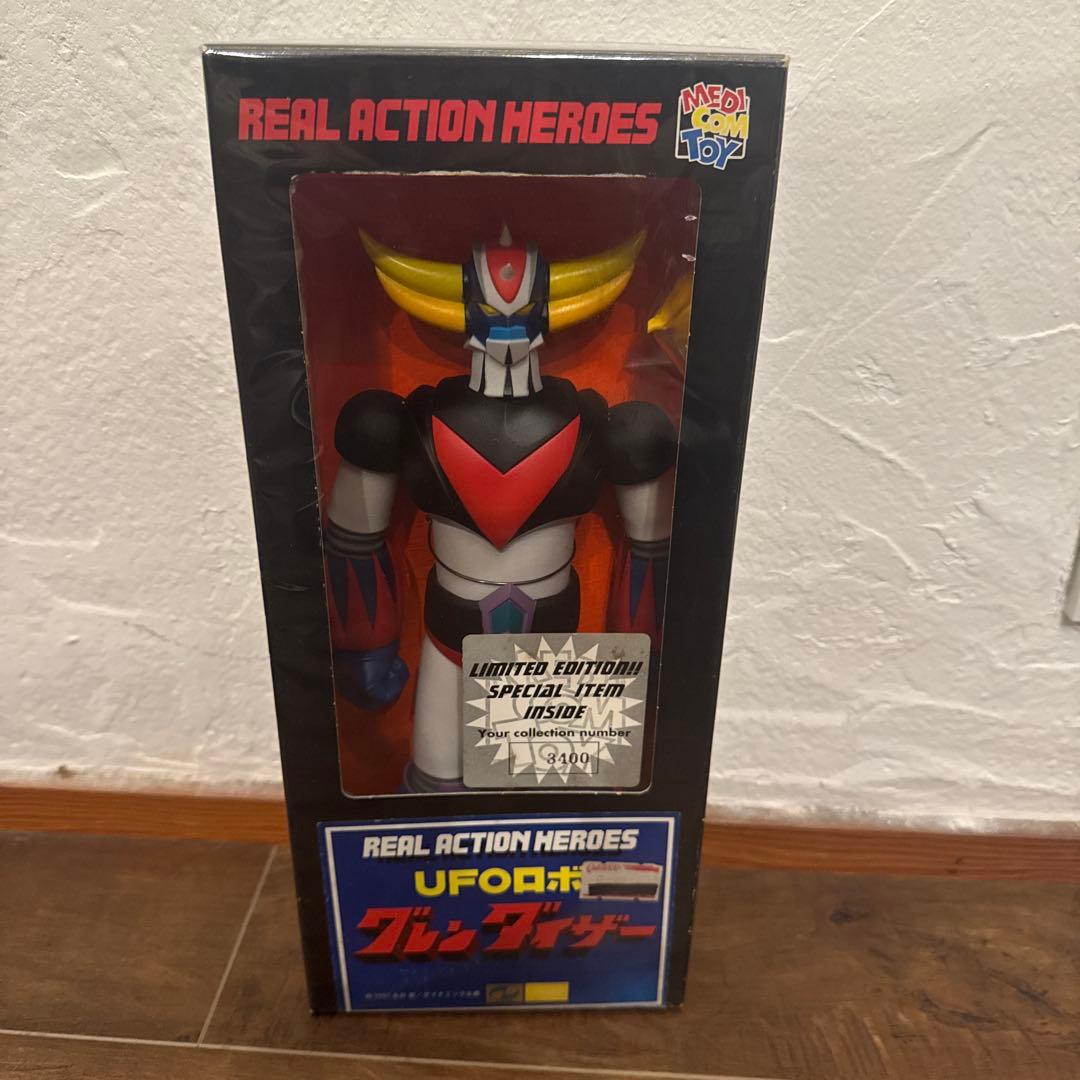 REAL ACTION HEROES
MEDI
COM
TOY
LIMITED EDITION!!
SPECIAL ITEM
INSIDE
Your collection number
3400
REAL ACTION HEROES
UFOロボ
グレンダイザー